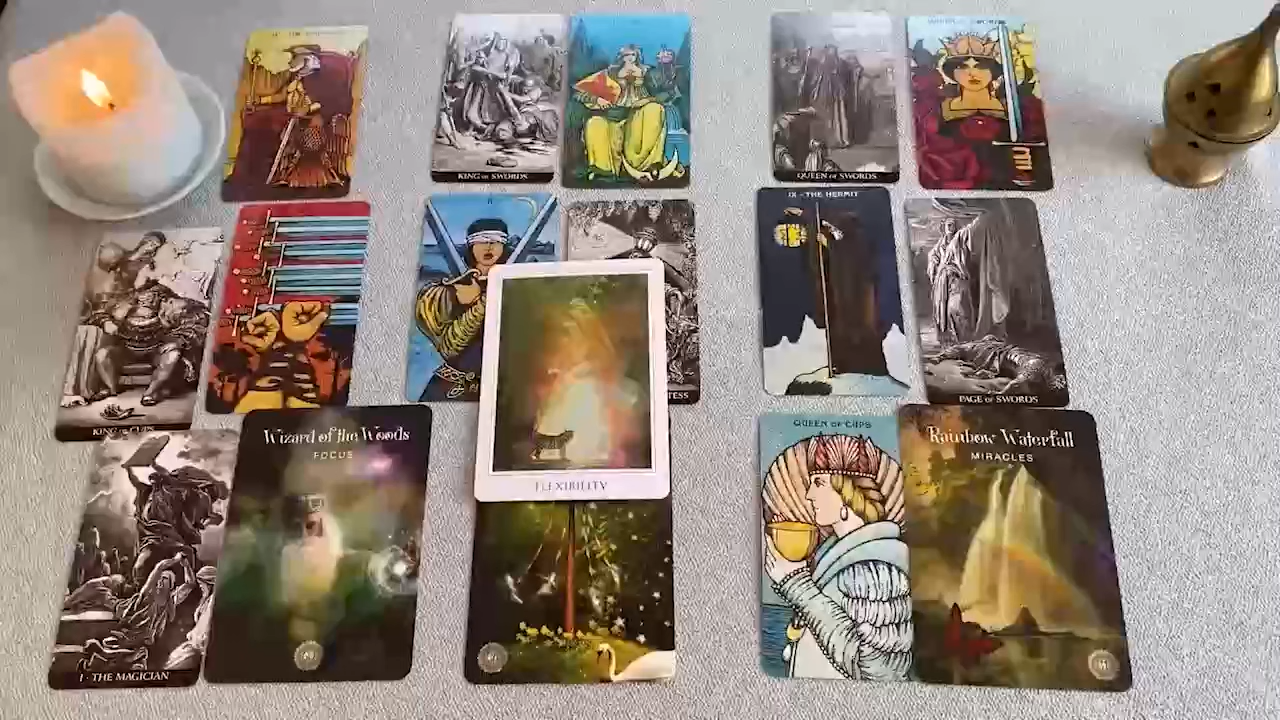 KING OF SWORDS
QUEEN OF SWORDS
II
IX · THE HERMIT
KING OF CUPS
PAGE OF SWORDS
Wizard of the Woods
FOCUS
FLEXIBILITY
QUEEN OF CUPS
Rainbow Waterfall
MIRACLES
I · THE MAGICIAN